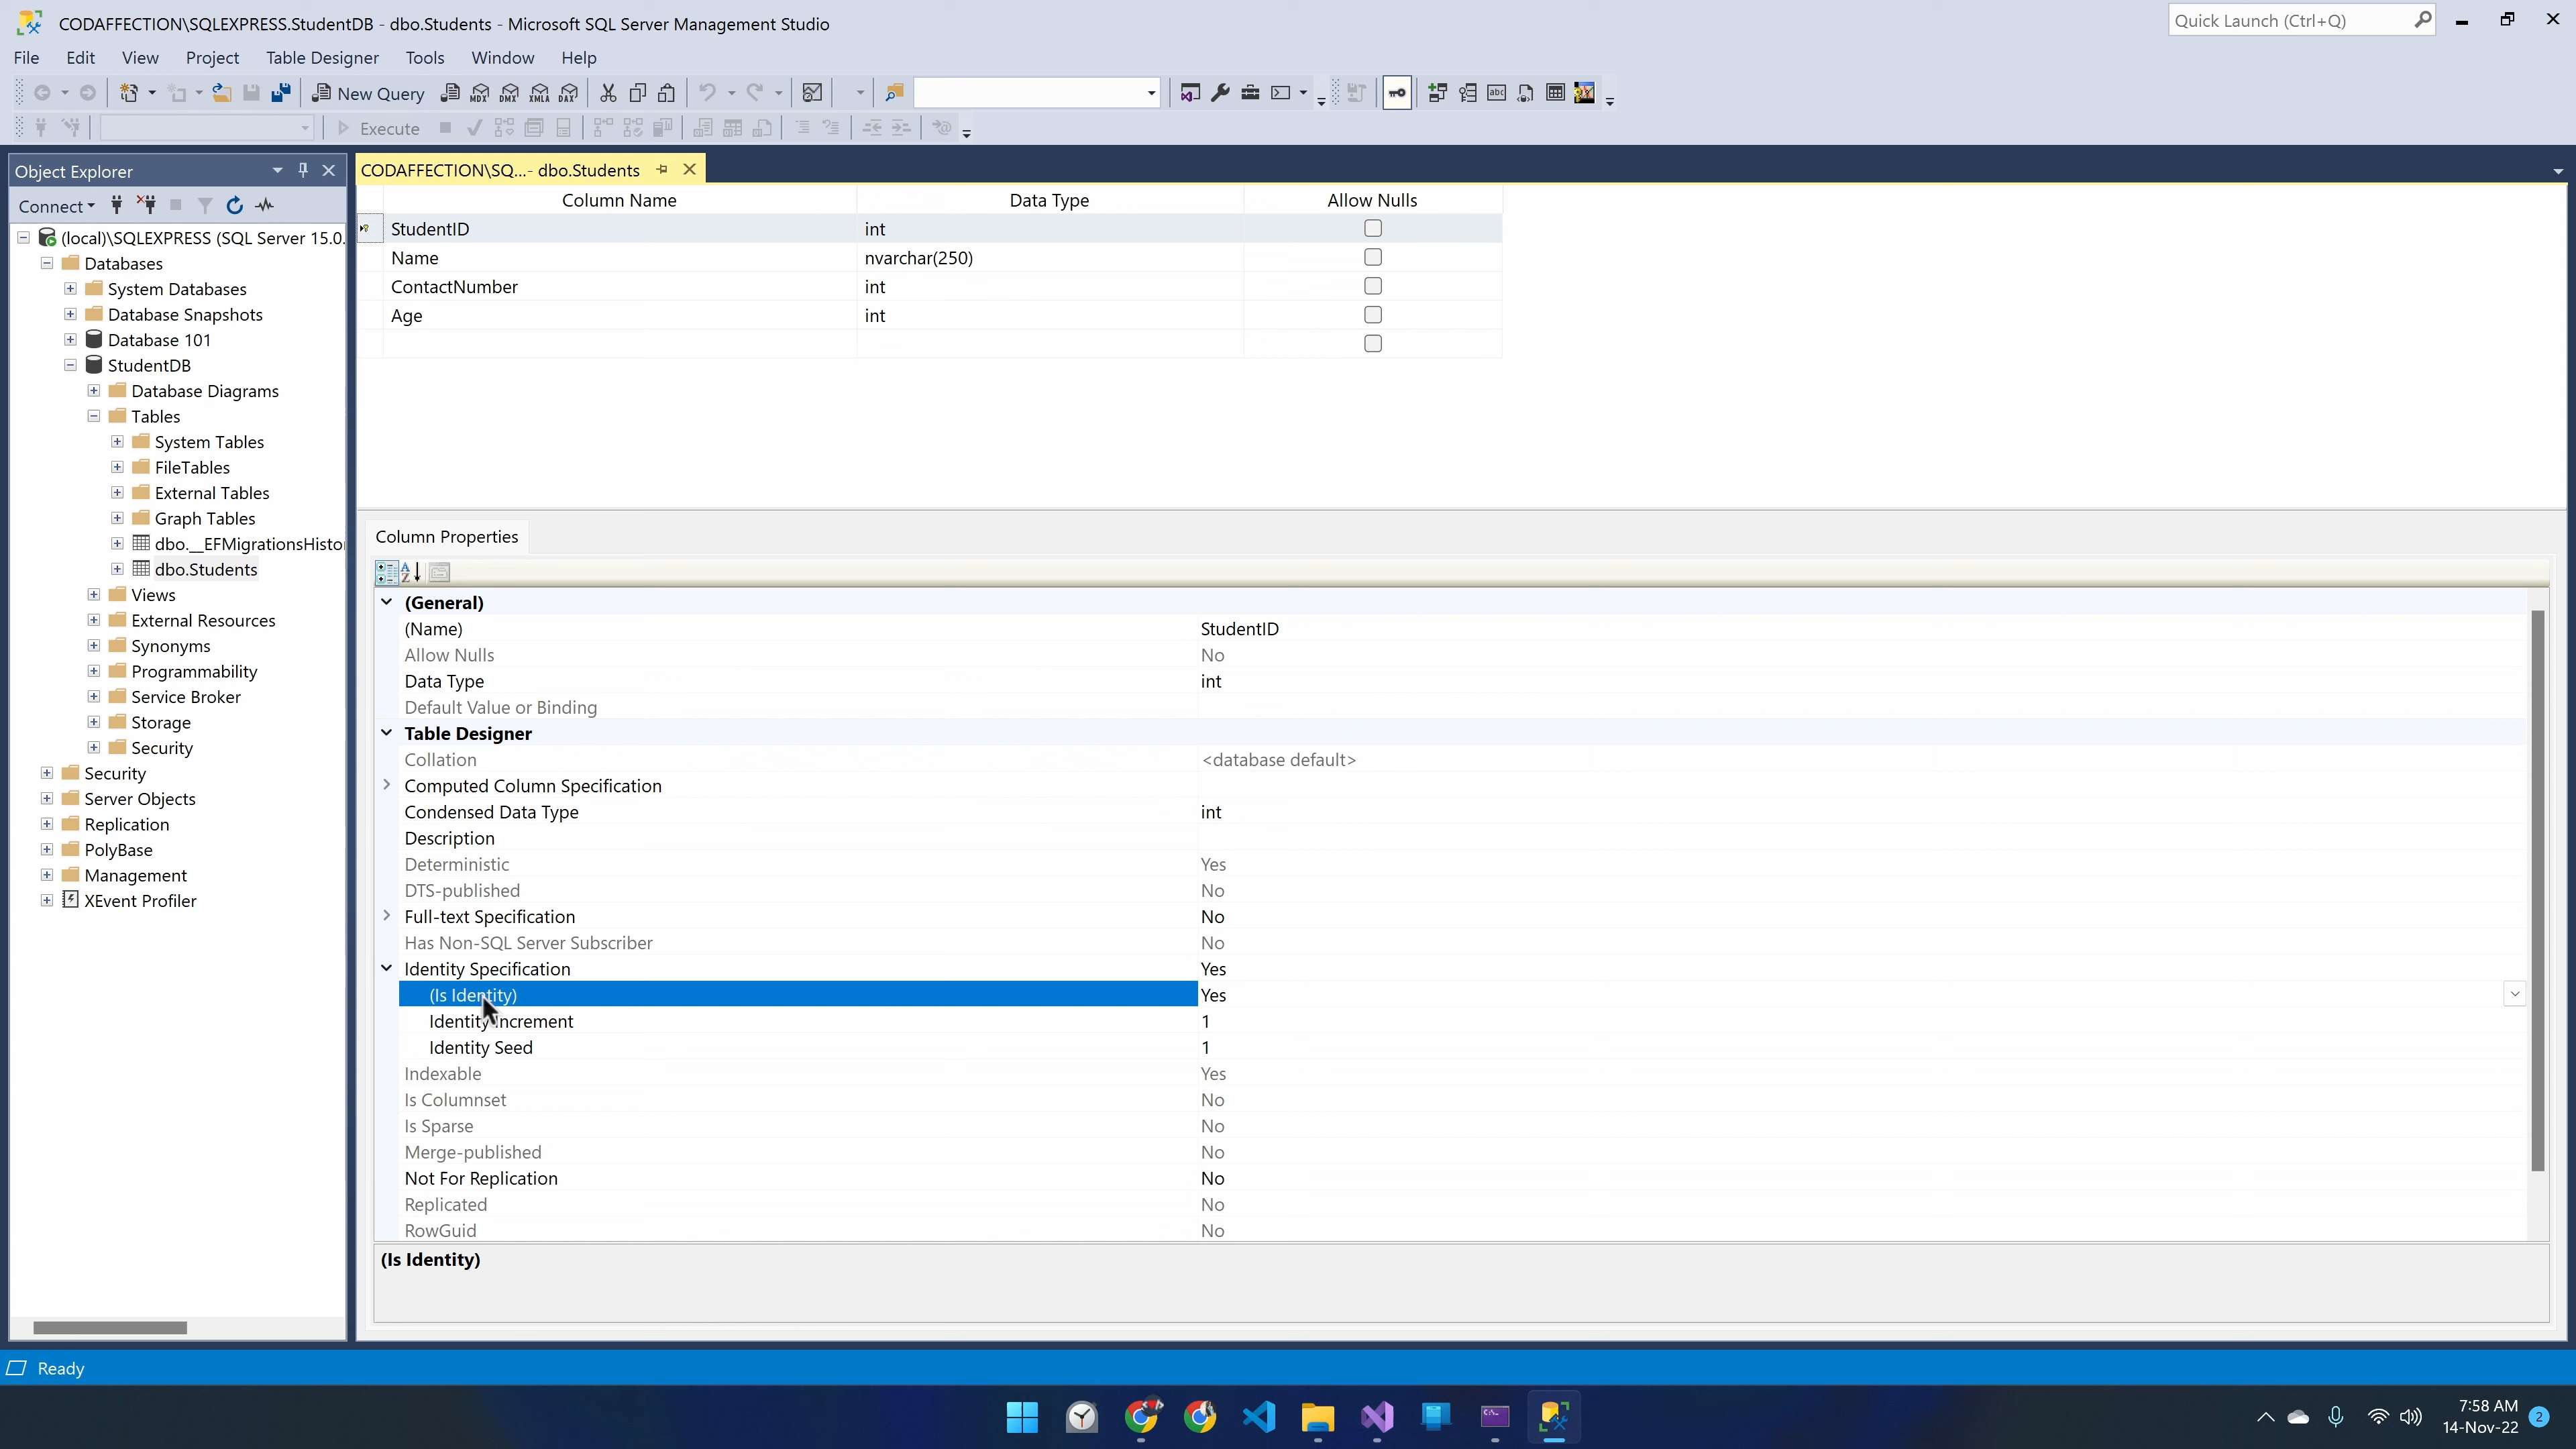 CODAFFECTION\SQLEXPRESS.StudentDB - dbo.Students - Microsoft SQL Server Management Studio
Quick Launch (Ctrl+Q)
File Edit View Project Table Designer Tools Window Help
New Query
MDX DMX XMLA DAX
abc
Execute
Object Explorer
CODAFFECTION\SQ...- dbo.Students
Connect
(local)\SQLEXPRESS (SQL Server 15.0.
Databases
System Databases
Database Snapshots
Database 101
StudentDB
Database Diagrams
Tables
System Tables
FileTables
External Tables
Graph Tables
dbo.__EFMigrationsHisto
dbo.Students
Views
External Resources
Synonyms
Programmability
Service Broker
Storage
Security
Security
Server Objects
Replication
PolyBase
Management
XEvent Profiler
Column Name Data Type Allow Nulls
StudentID int
Name nvarchar(250)
ContactNumber int
Age int
Column Properties
(General)
(Name) StudentID
Allow Nulls No
Data Type int
Default Value or Binding
Table Designer
Collation <database default>
Computed Column Specification
Condensed Data Type int
Description
Deterministic Yes
DTS-published No
Full-text Specification No
Has Non-SQL Server Subscriber No
Identity Specification Yes
(Is Identity) Yes
Identity Increment 1
Identity Seed 1
Indexable Yes
Is Columnset No
Is Sparse No
Merge-published No
Not For Replication No
Replicated No
RowGuid No
(Is Identity)
Ready
7:58 AM
14-Nov-22
2